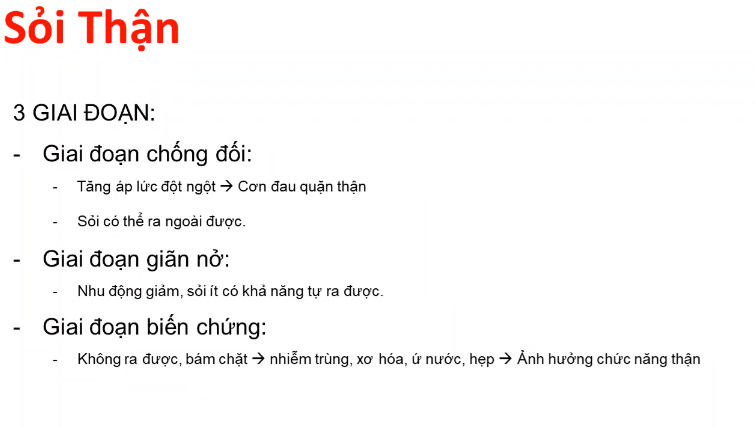 Sỏi Thận
3 GIAI ĐOẠN:
- Giai đoạn chống đối:
- Tăng áp lức đột ngột → Cơn đau quặn thận
- Sỏi có thể ra ngoài được.
- Giai đoạn giãn nở:
- Nhu động giảm, sỏi ít có khả năng tự ra được.
- Giai đoạn biến chứng:
- Không ra được, bám chặt → nhiễm trùng, xơ hóa, ứ nước, hẹp → Ảnh hưởng chức năng thận